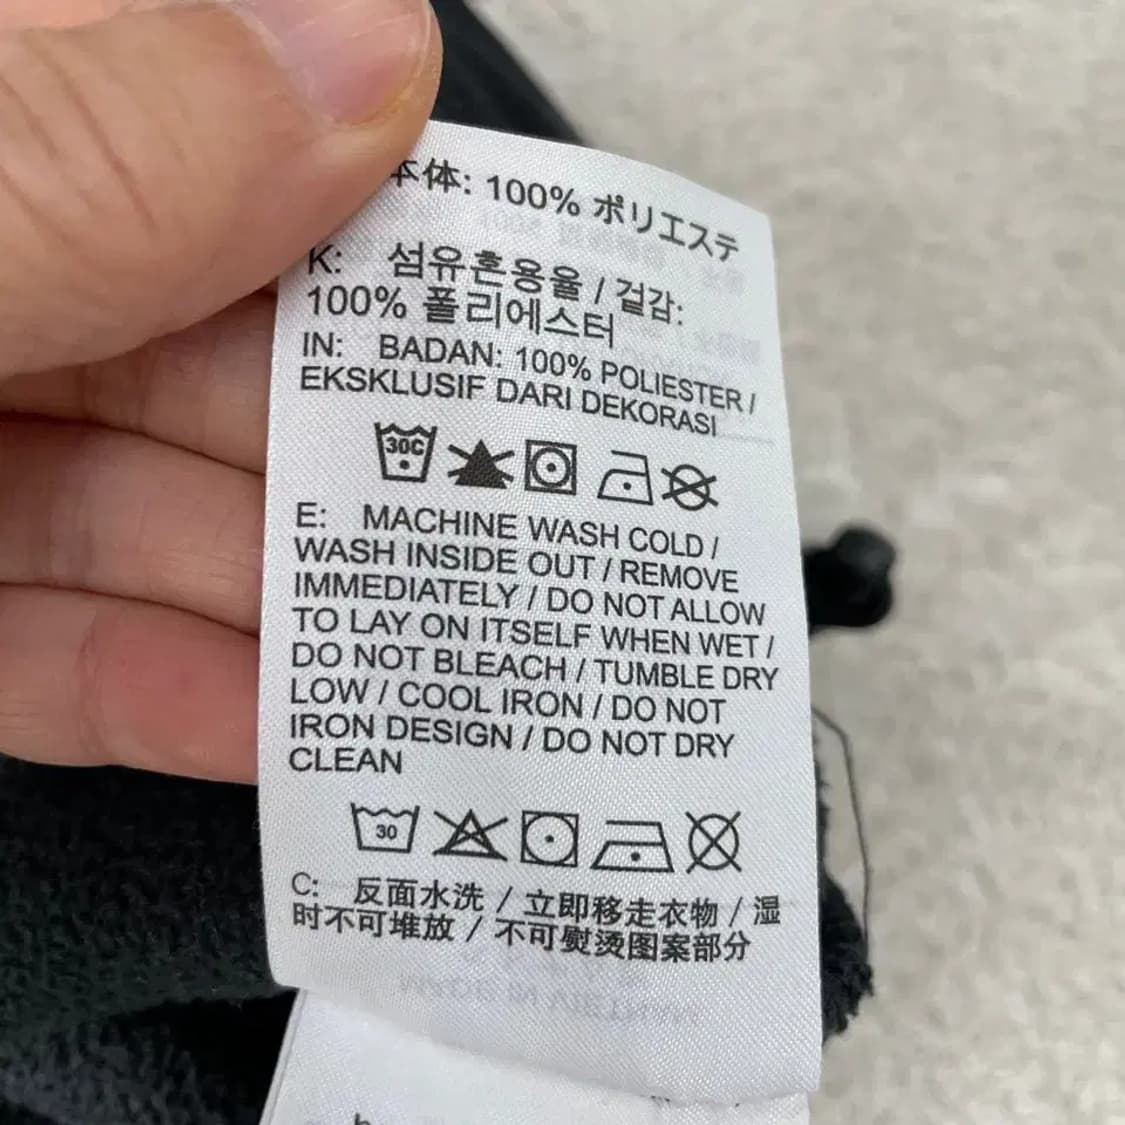 本体: 100% ポリエステ
K: 섬유혼용율 / 겉감:
100% 폴리에스터
IN: BADAN: 100% POLIESTER /
EKSKLUSIF DARI DEKORASI
30C
E: MACHINE WASH COLD /
WASH INSIDE OUT / REMOVE
IMMEDIATELY / DO NOT ALLOW
TO LAY ON ITSELF WHEN WET /
DO NOT BLEACH / TUMBLE DRY
LOW / COOL IRON / DO NOT
IRON DESIGN / DO NOT DRY
CLEAN
30
C: 反面水洗 / 立即移走衣物 / 湿
时不可堆放 / 不可熨烫图案部分